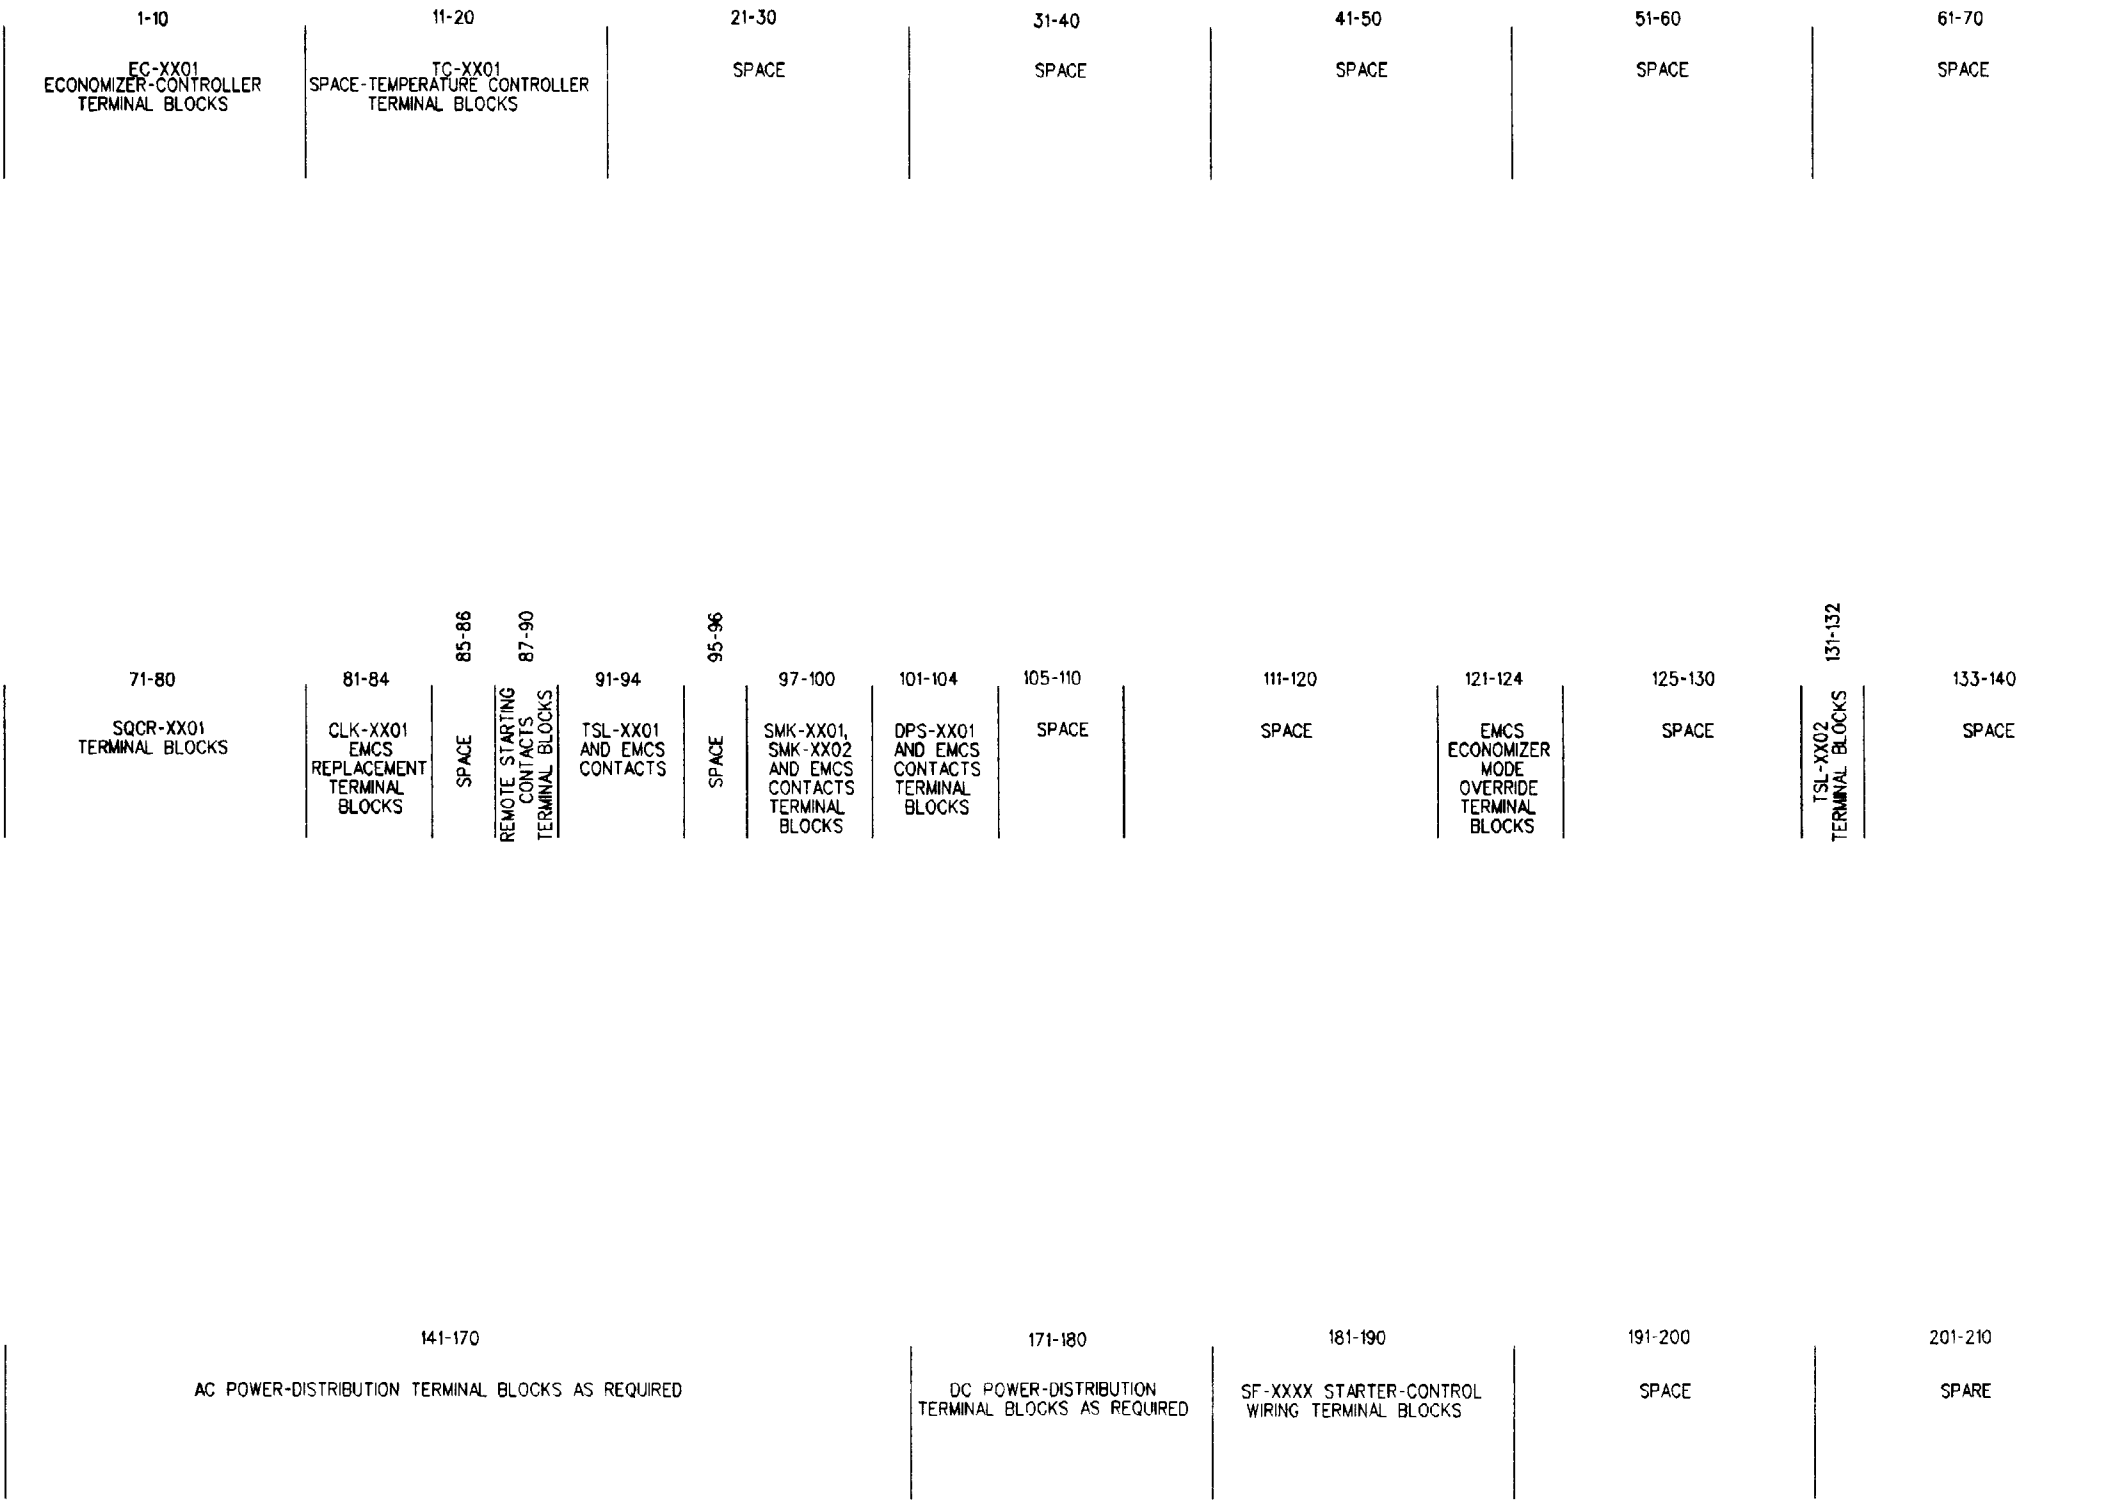 1-10
EC-XX01
ECONOMIZER-CONTROLLER
TERMINAL BLOCKS
11-20
TC-XX01
SPACE-TEMPERATURE CONTROLLER
TERMINAL BLOCKS
21-30
SPACE
31-40
SPACE
41-50
SPACE
51-60
SPACE
61-70
SPACE
71-80
SQCR-XX01
TERMINAL BLOCKS
81-84
CLK-XX01
EMCS
REPLACEMENT
TERMINAL
BLOCKS
85-86
SPACE
87-90
REMOTE STARTING
CONTACTS
TERMINAL BLOCKS
91-94
TSL-XX01
AND EMCS
CONTACTS
95-96
SPACE
97-100
SMK-XX01,
SMK-XX02
AND EMCS
CONTACTS
TERMINAL
BLOCKS
101-104
DPS-XX01
AND EMCS
CONTACTS
TERMINAL
BLOCKS
105-110
SPACE
111-120
SPACE
121-124
EMCS
ECONOMIZER
MODE
OVERRIDE
TERMINAL
BLOCKS
125-130
SPACE
131-132
TSL-XX02
TERMINAL BLOCKS
133-140
SPACE
141-170
AC POWER-DISTRIBUTION TERMINAL BLOCKS AS REQUIRED
171-180
DC POWER-DISTRIBUTION
TERMINAL BLOCKS AS REQUIRED
181-190
SF-XXXX STARTER-CONTROL
WIRING TERMINAL BLOCKS
191-200
SPACE
201-210
SPARE